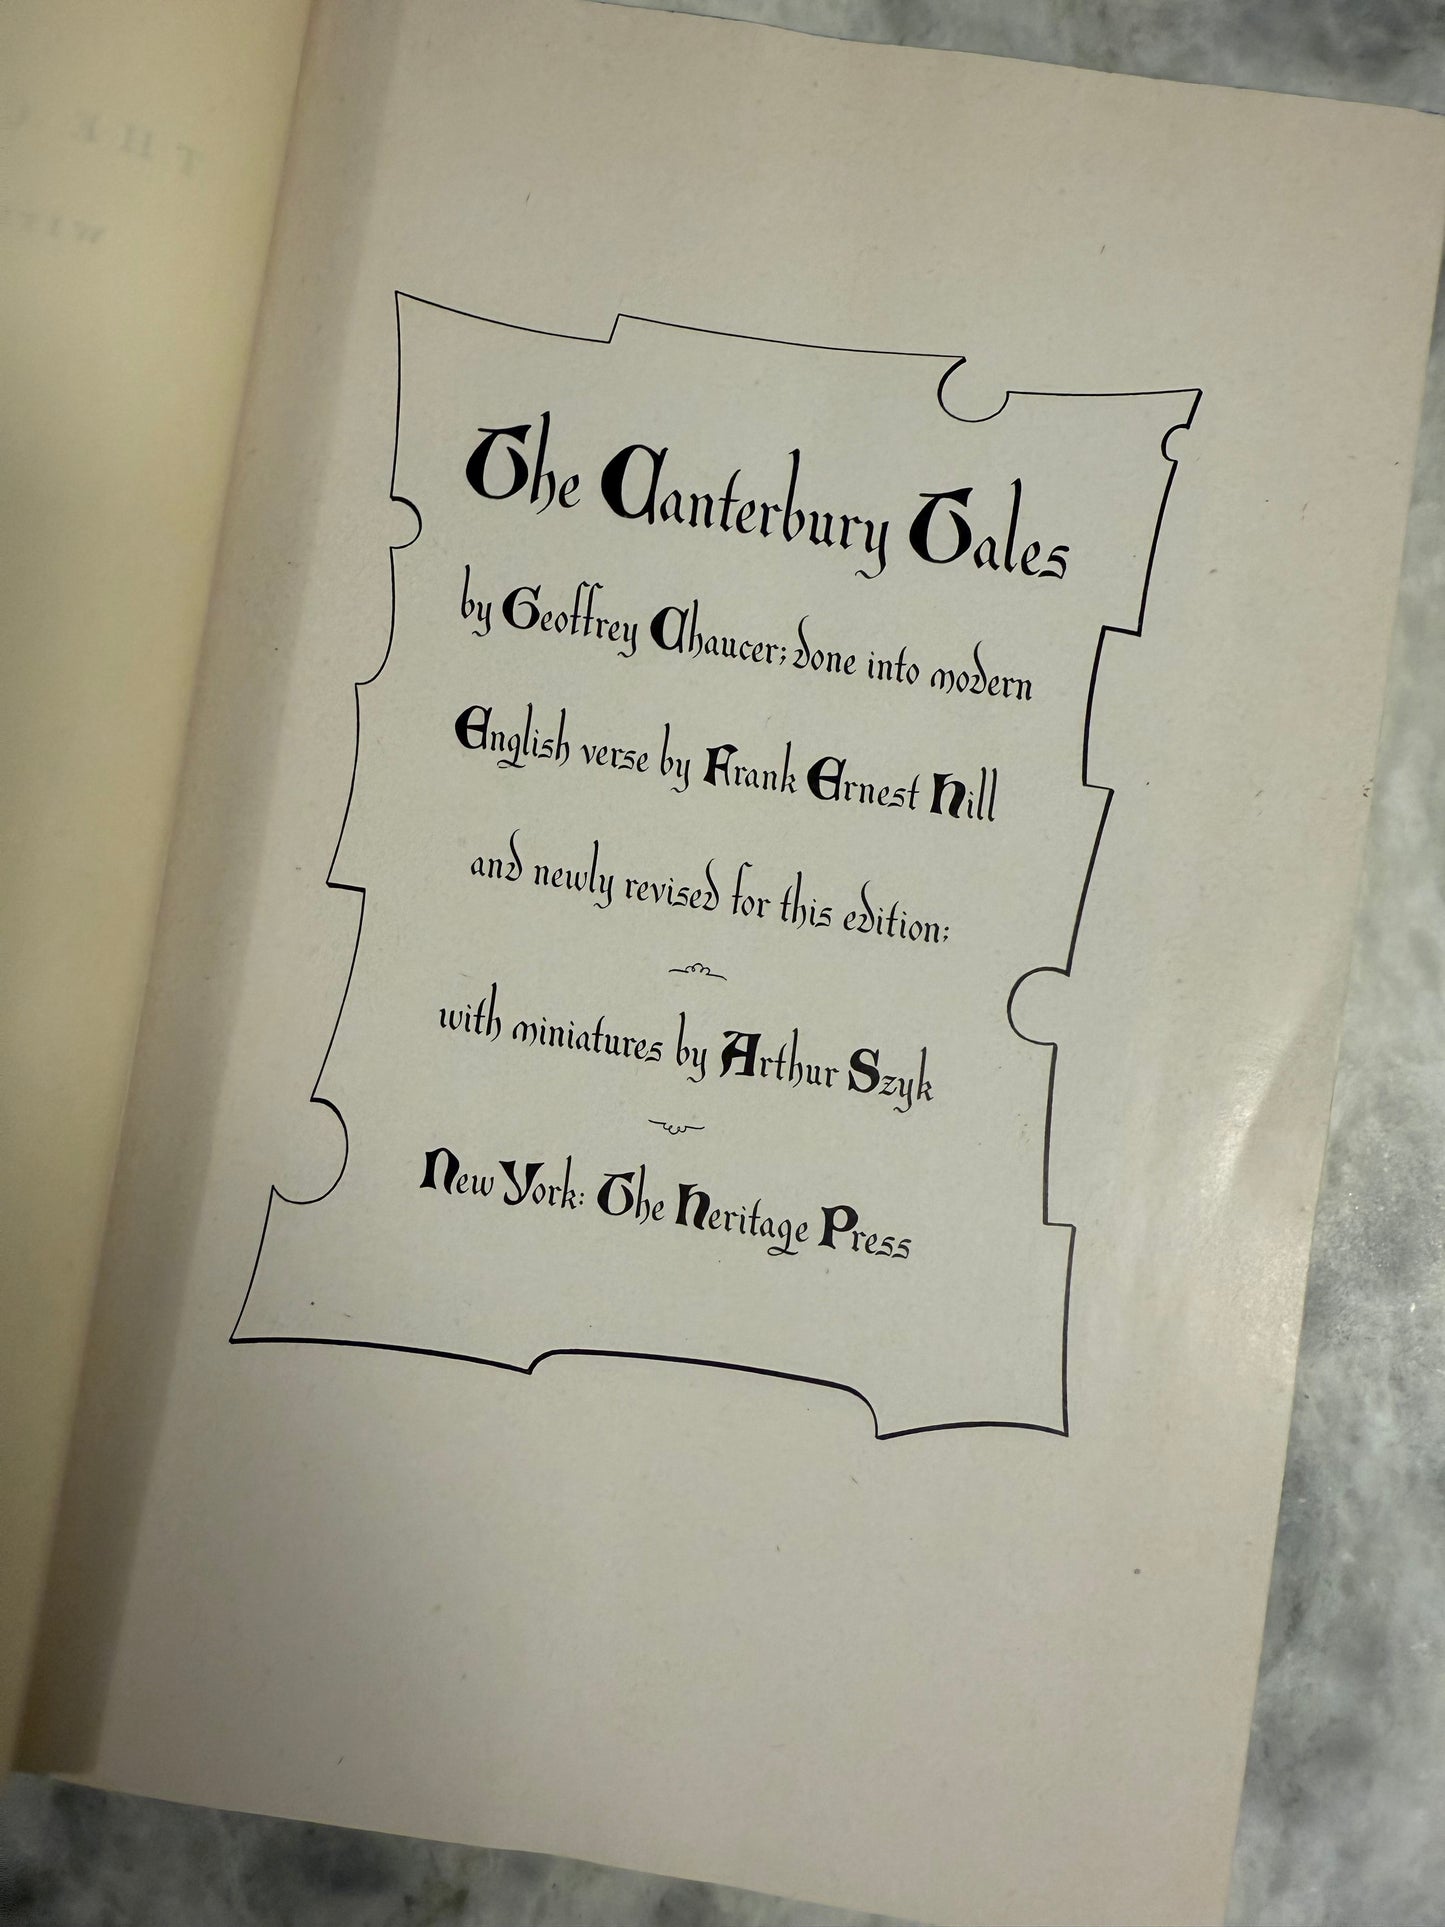 The Canterbury Tales
by Geoffrey Chaucer; done into modern
English verse by Frank Ernest Hill
and newly revised for this edition:
with miniatures by Arthur Szyk
New York: The Heritage Press